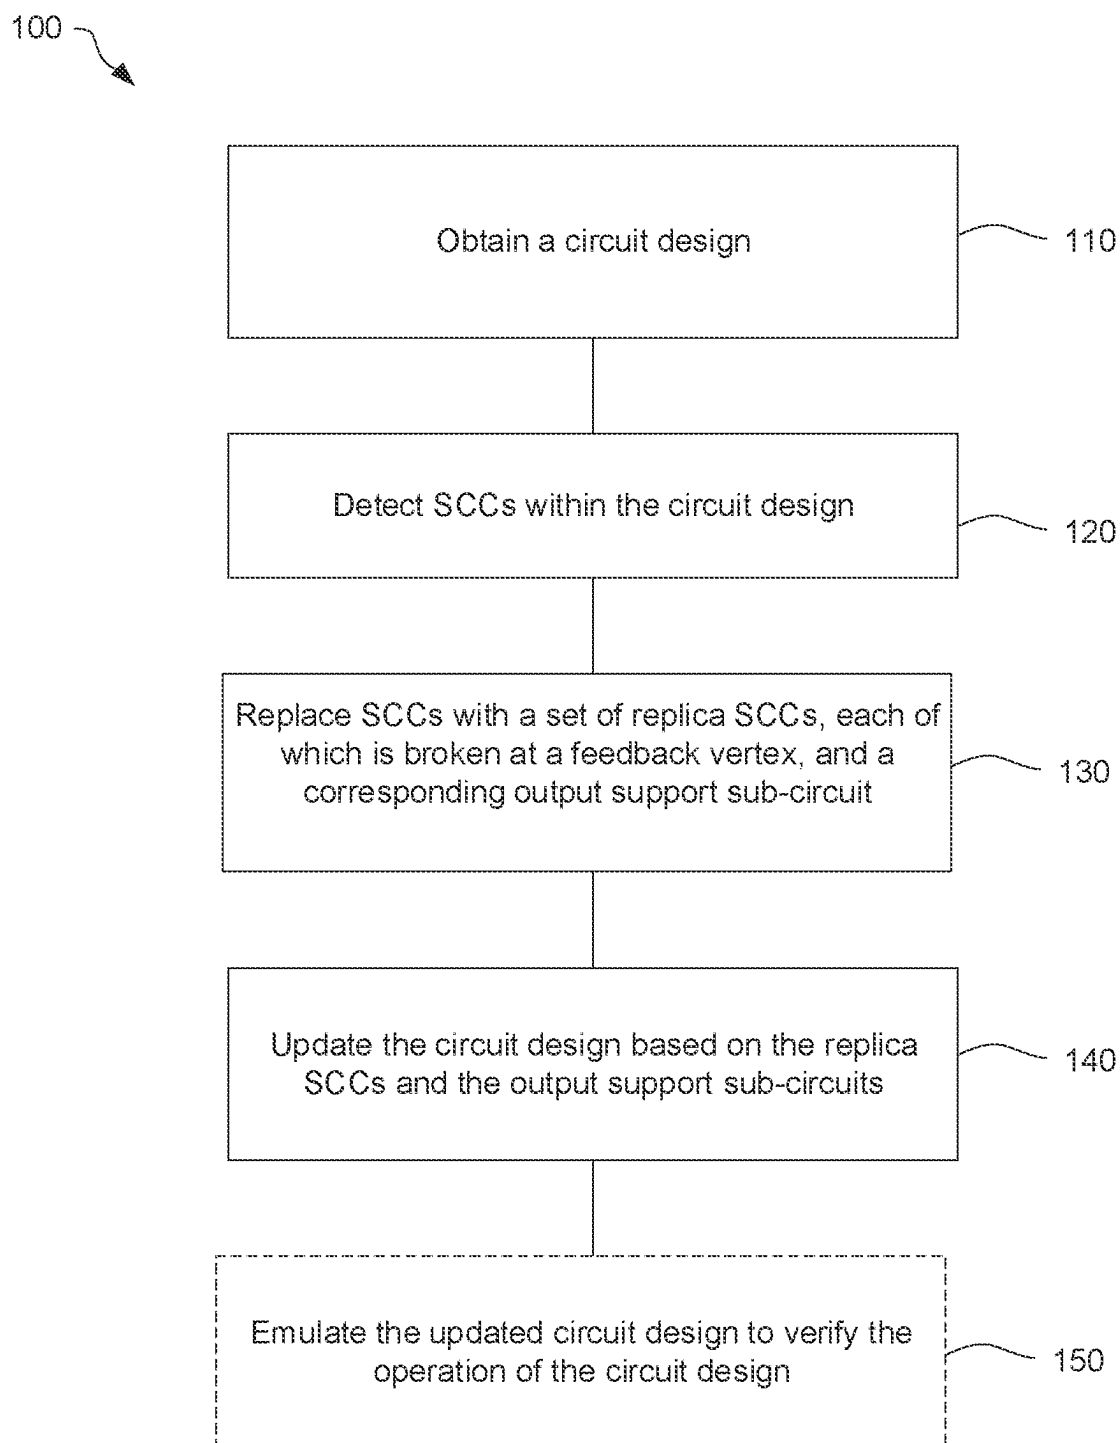 100
Obtain a circuit design
110
Detect SCCs within the circuit design
120
Replace SCCs with a set of replica SCCs, each of
which is broken at a feedback vertex, and a
corresponding output support sub-circuit
130
Update the circuit design based on the replica
SCCs and the output support sub-circuits
140
Emulate the updated circuit design to verify the
operation of the circuit design
150